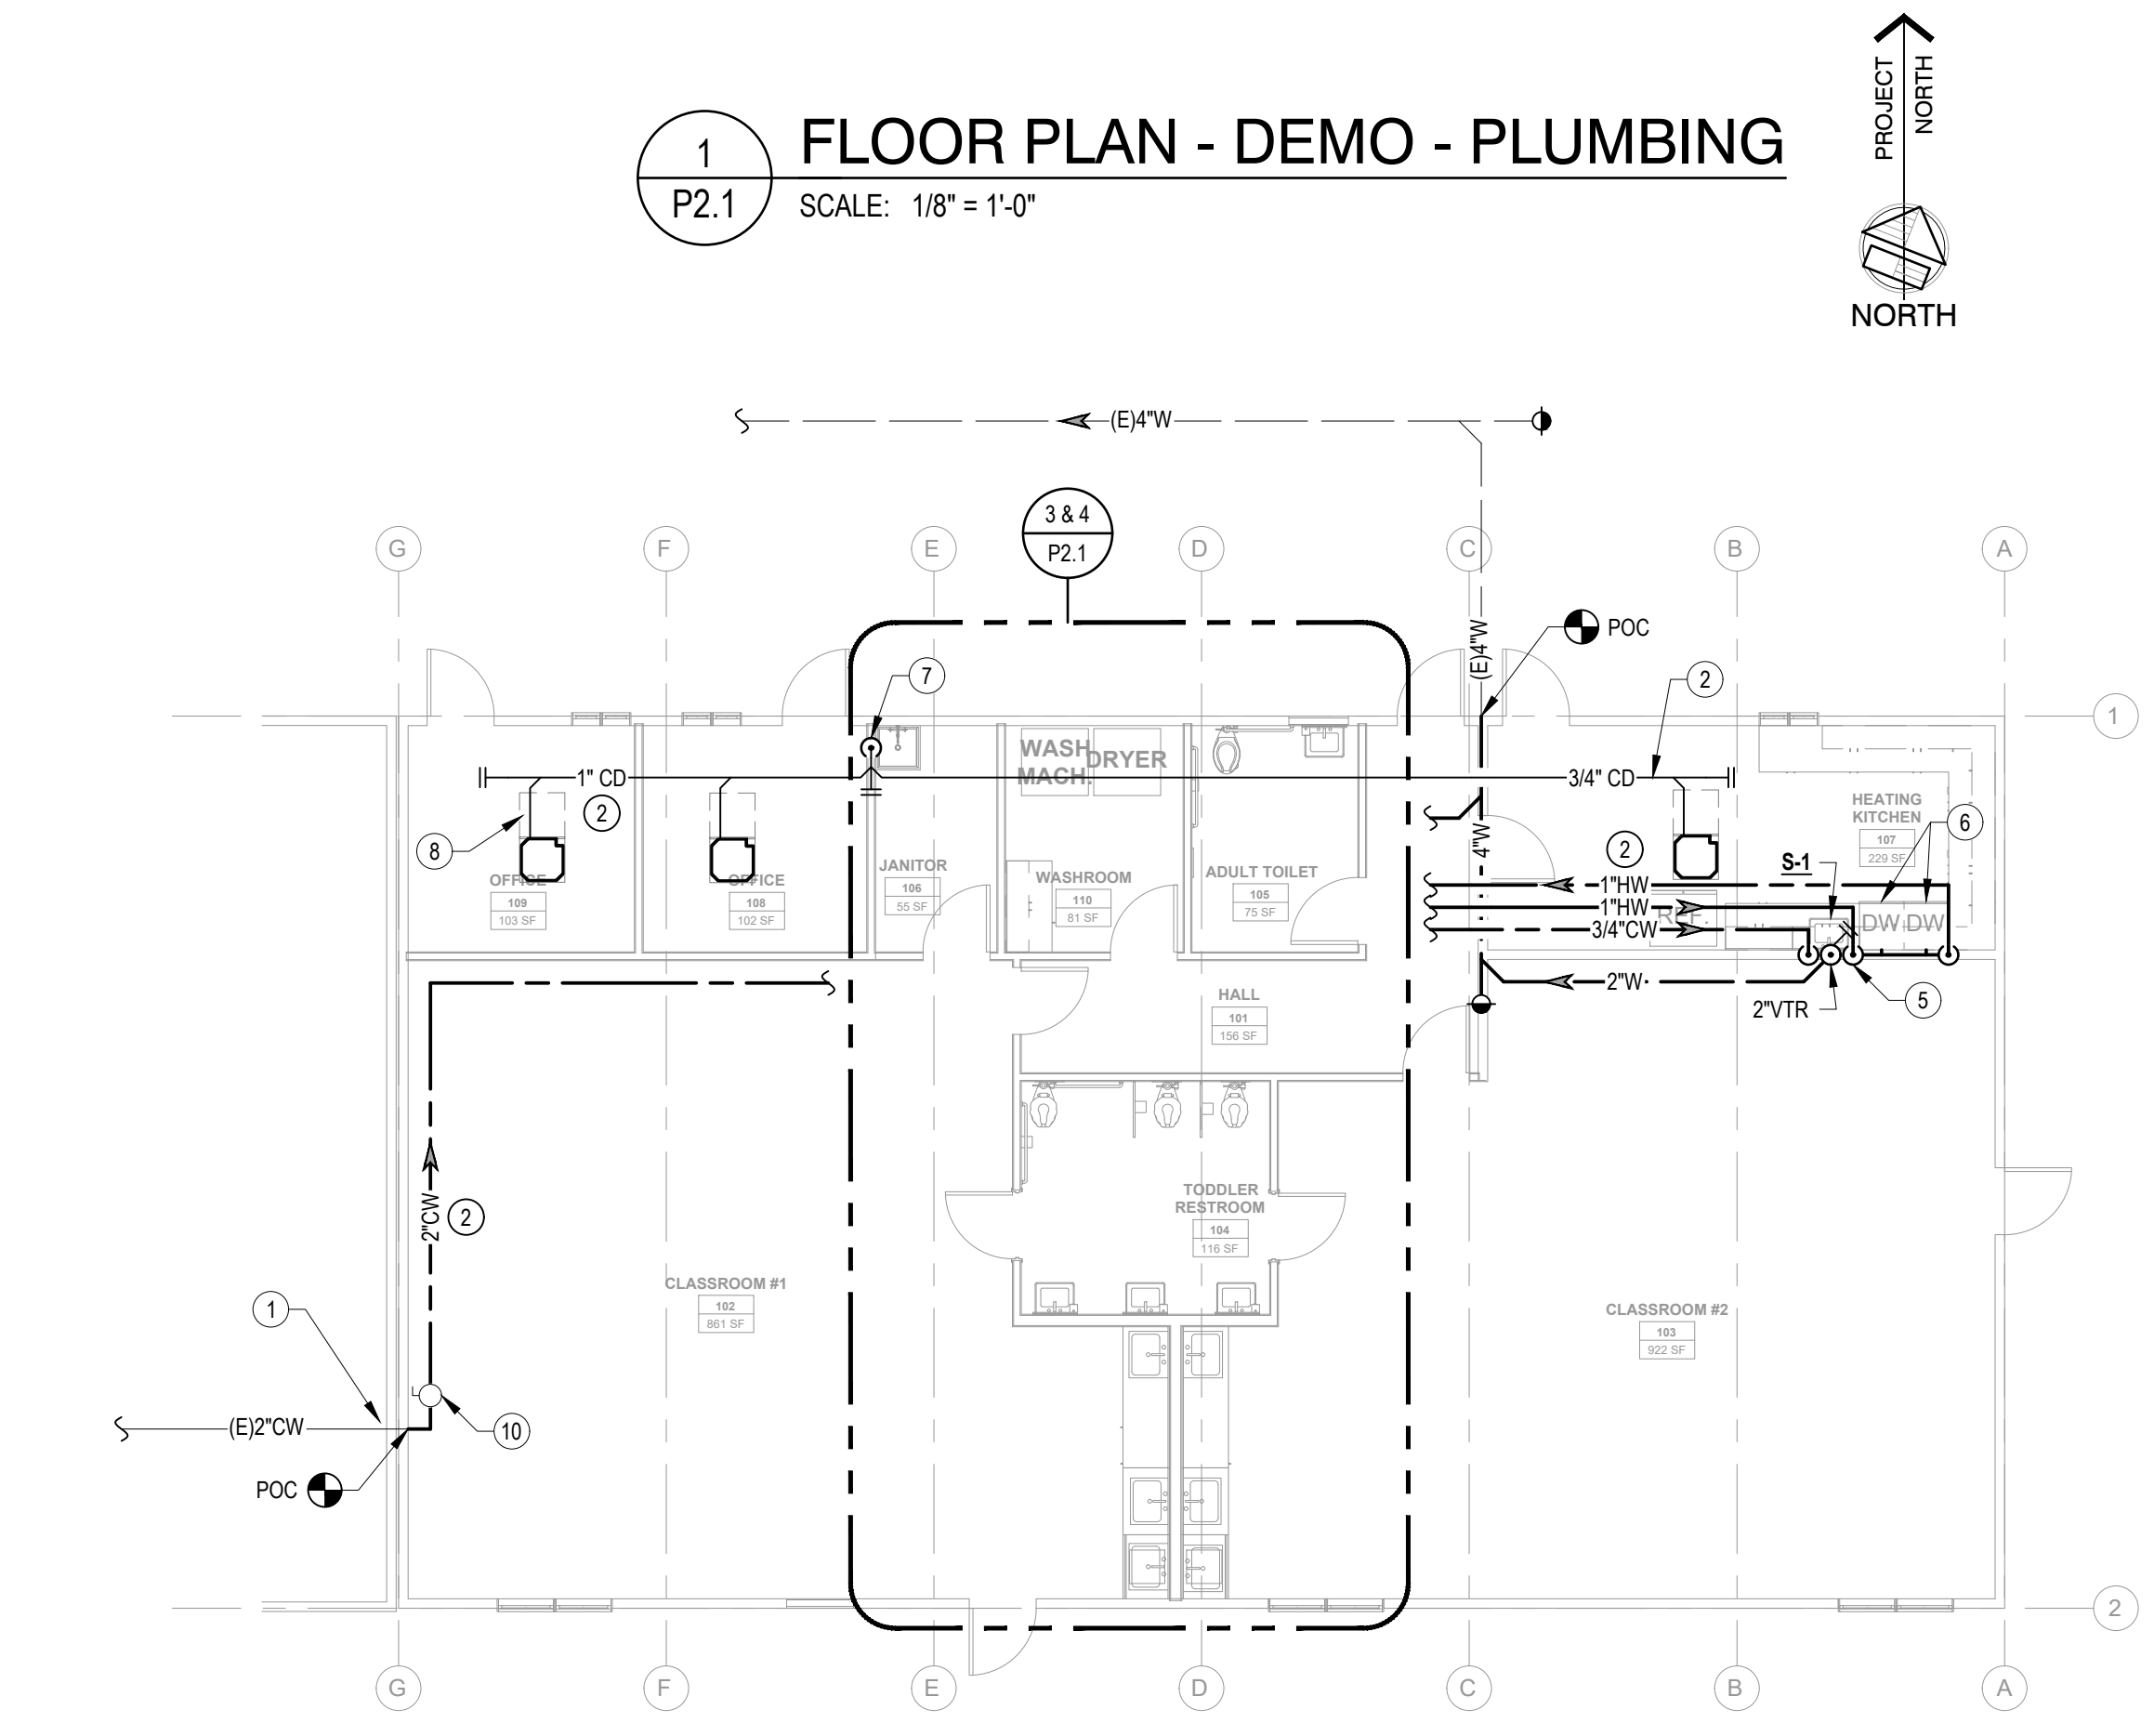 PROJECT
NORTH
NORTH
1
P2.1
FLOOR PLAN - DEMO - PLUMBING
SCALE: 1/8" = 1'-0"
(E)4"W
3 & 4
P2.1
G
F
E
D
C
B
A
(E)4"W
POC
7
2
1
WASH
MACH.
DRYER
1" CD
2
3/4" CD
8
HEATING
KITCHEN
107
229 SF
6
4"W
2
S-1
OFFICE
109
103 SF
OFFICE
108
102 SF
JANITOR
106
55 SF
WASHROOM
110
81 SF
ADULT TOILET
105
75 SF
1"HW
1"HW
3/4"CW
REF.
DW
DW
2"W
2"VTR
5
HALL
101
156 SF
2"CW
2
TODDLER
RESTROOM
104
116 SF
CLASSROOM #1
102
861 SF
CLASSROOM #2
103
922 SF
1
(E)2"CW
10
POC
2
G
F
E
D
C
B
A